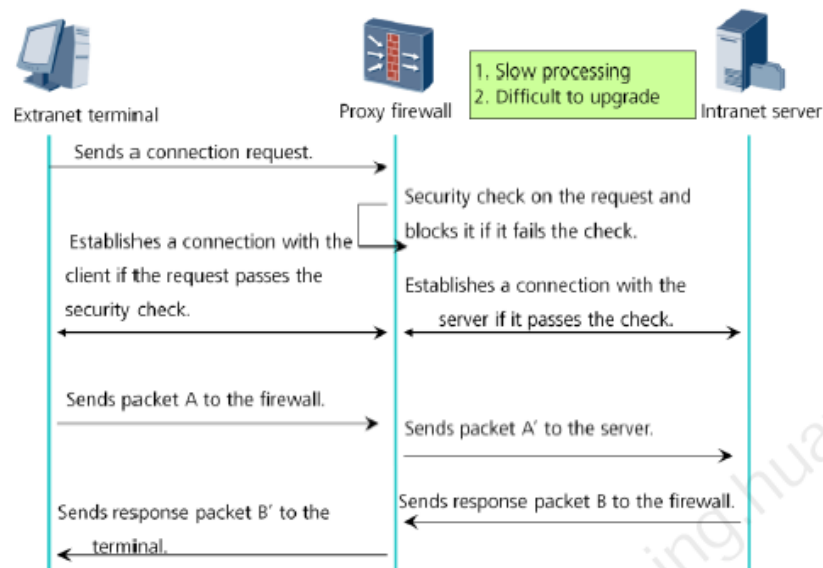 1. Slow processing
2. Difficult to upgrade
Extranet terminal
Proxy firewall
Intranet server
Sends a connection request.
Security check on the request and
blocks it if it fails the check.
Establishes a connection with the
client if the request passes the
security check.
Establishes a connection with the
server if it passes the check.
Sends packet A to the firewall.
Sends packet A′ to the server.
Sends response packet B to the firewall.
Sends response packet B′ to the
terminal.
ing.hua